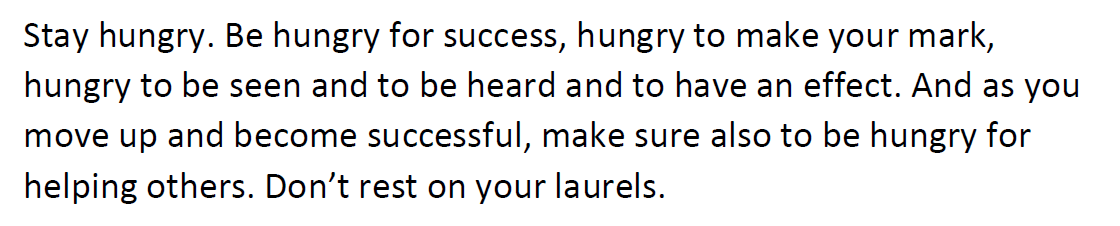 Stay hungry. Be hungry for success, hungry to make your mark,
hungry to be seen and to be heard and to have an effect. And as you
move up and become successful, make sure also to be hungry for
helping others. Don’t rest on your laurels.